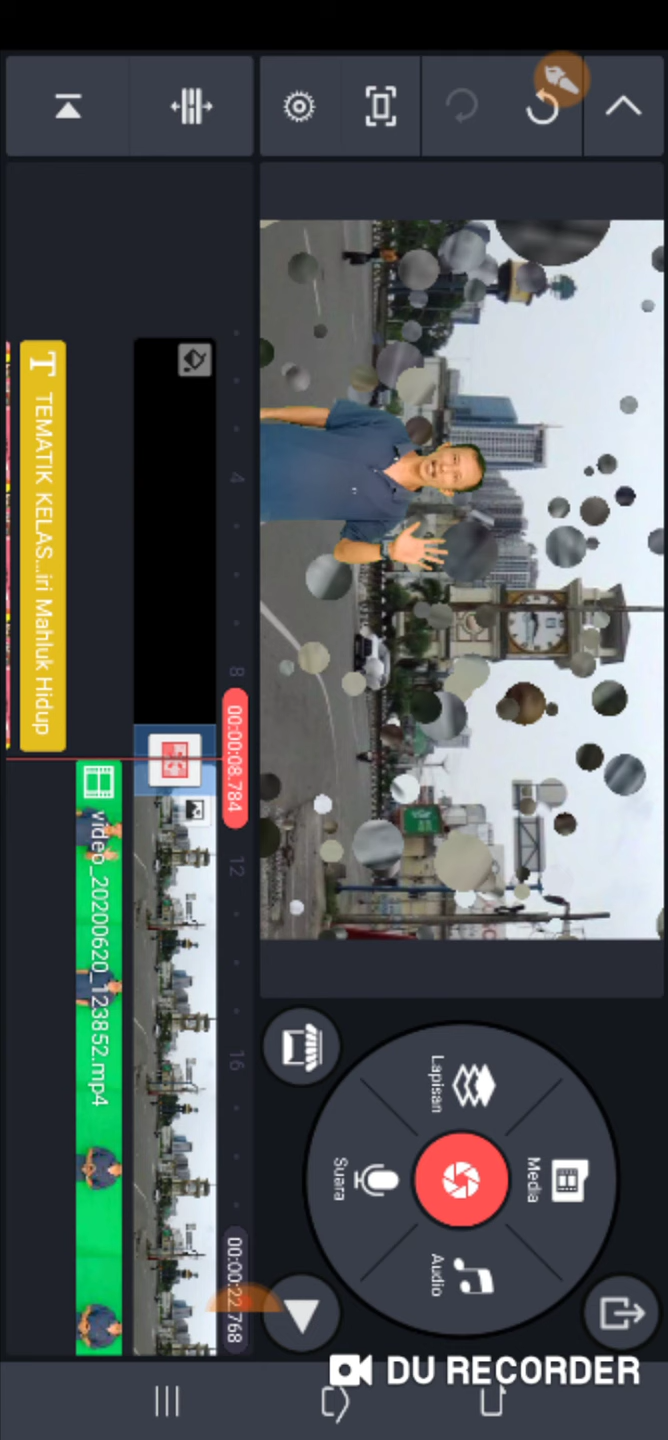 Media
Lapisan
Audio
Suara
4
8
00:00:08.784
12
16
00:00:22.768
TEMATIK KELAS...iri Mahluk Hidup
video_20200620_123852.mp4
DU RECORDER